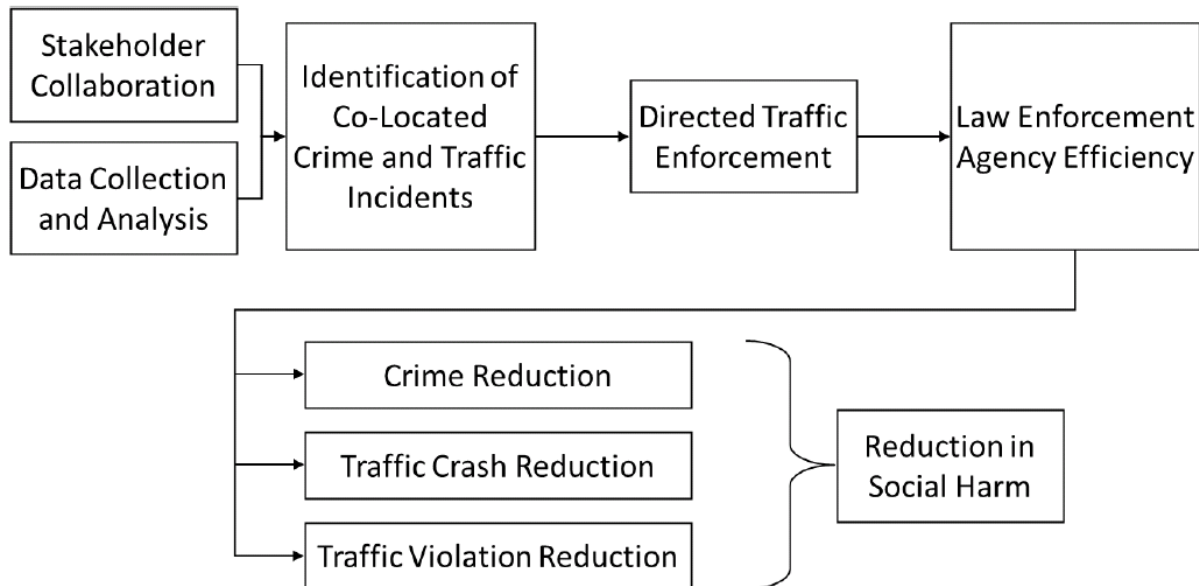 Stakeholder
Collaboration
Data Collection
and Analysis
Identification of
Co-Located
Crime and Traffic
Incidents
Directed Traffic
Enforcement
Law Enforcement
Agency Efficiency
Crime Reduction
Traffic Crash Reduction
Traffic Violation Reduction
Reduction in
Social Harm